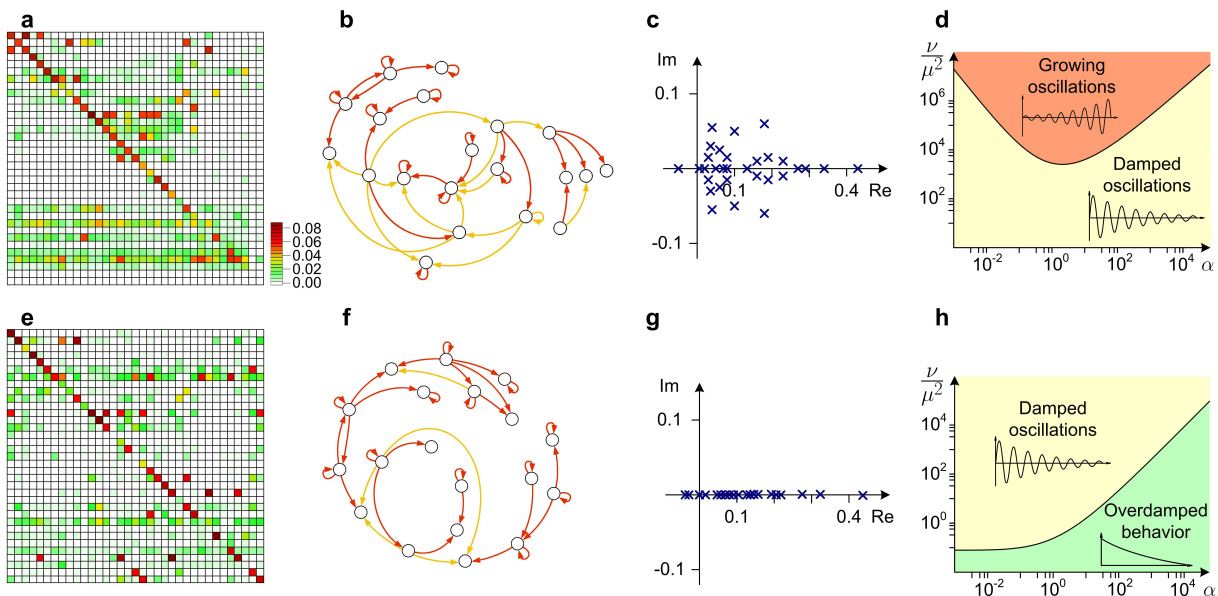 a
b
c
d
0.08
0.06
0.04
0.02
0.00
Im
0.1
0.1
0.4
Re
-0.1
ν
μ²
10⁶
10⁴
10²
Growing
oscillations
Damped
oscillations
10⁻²
10⁰
10²
10⁴
α
e
f
g
h
Im
0.1
0.1
0.4
Re
-0.1
ν
μ²
10⁴
10²
10⁰
Damped
oscillations
Overdamped
behavior
10⁻²
10⁰
10²
10⁴
α